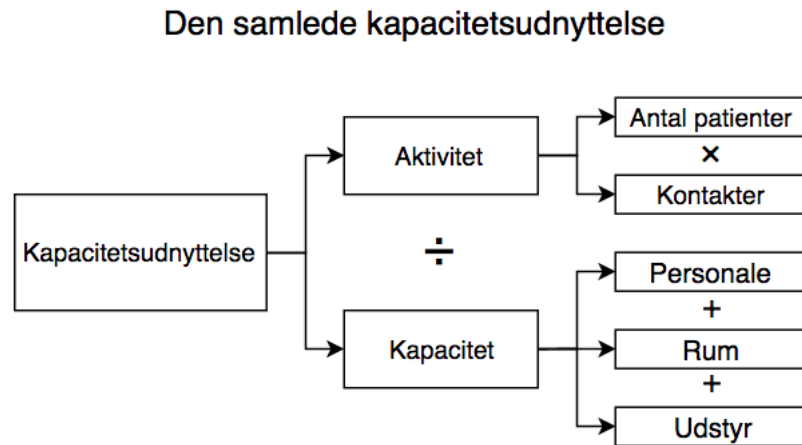 Den samlede kapacitetsudnyttelse
Kapacitetsudnyttelse
Aktivitet
÷
Kapacitet
Antal patienter
×
Kontakter
Personale
+
Rum
+
Udstyr